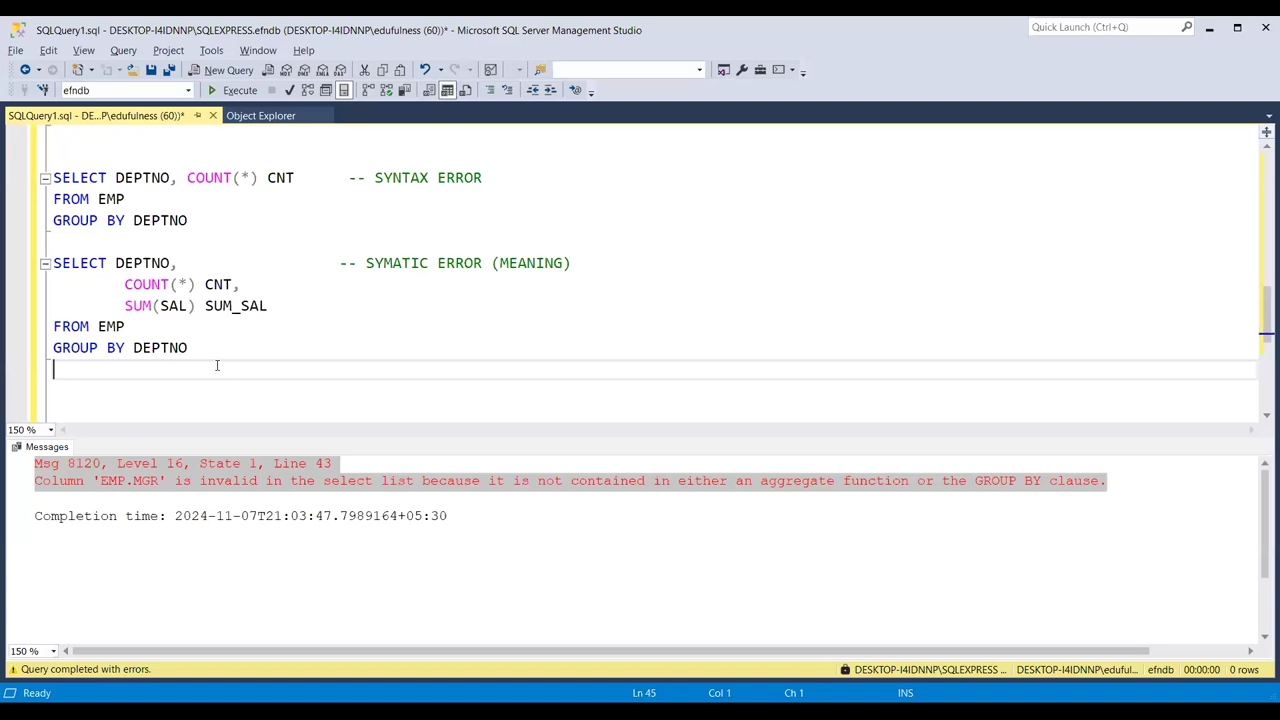 SQLQuery1.sql - DESKTOP-I4IDNNP\SQLEXPRESS.efndb (DESKTOP-I4IDNNP\edufulness (60))* - Microsoft SQL Server Management Studio
Quick Launch (Ctrl+Q)
File Edit View Query Project Tools Window Help
New Query
efndb Execute
SQLQuery1.sql - DE...P\edufulness (60))* Object Explorer
SELECT DEPTNO, COUNT(*) CNT -- SYNTAX ERROR
FROM EMP
GROUP BY DEPTNO
SELECT DEPTNO, -- SYMATIC ERROR (MEANING)
COUNT(*) CNT,
SUM(SAL) SUM_SAL
FROM EMP
GROUP BY DEPTNO
150 %
Messages
Msg 8120, Level 16, State 1, Line 43
Column 'EMP.MGR' is invalid in the select list because it is not contained in either an aggregate function or the GROUP BY clause.
Completion time: 2024-11-07T21:03:47.7989164+05:30
150 %
Query completed with errors. DESKTOP-I4IDNNP\SQLEXPRESS ... DESKTOP-I4IDNNP\eduful... efndb 00:00:00 0 rows
Ready Ln 45 Col 1 Ch 1 INS